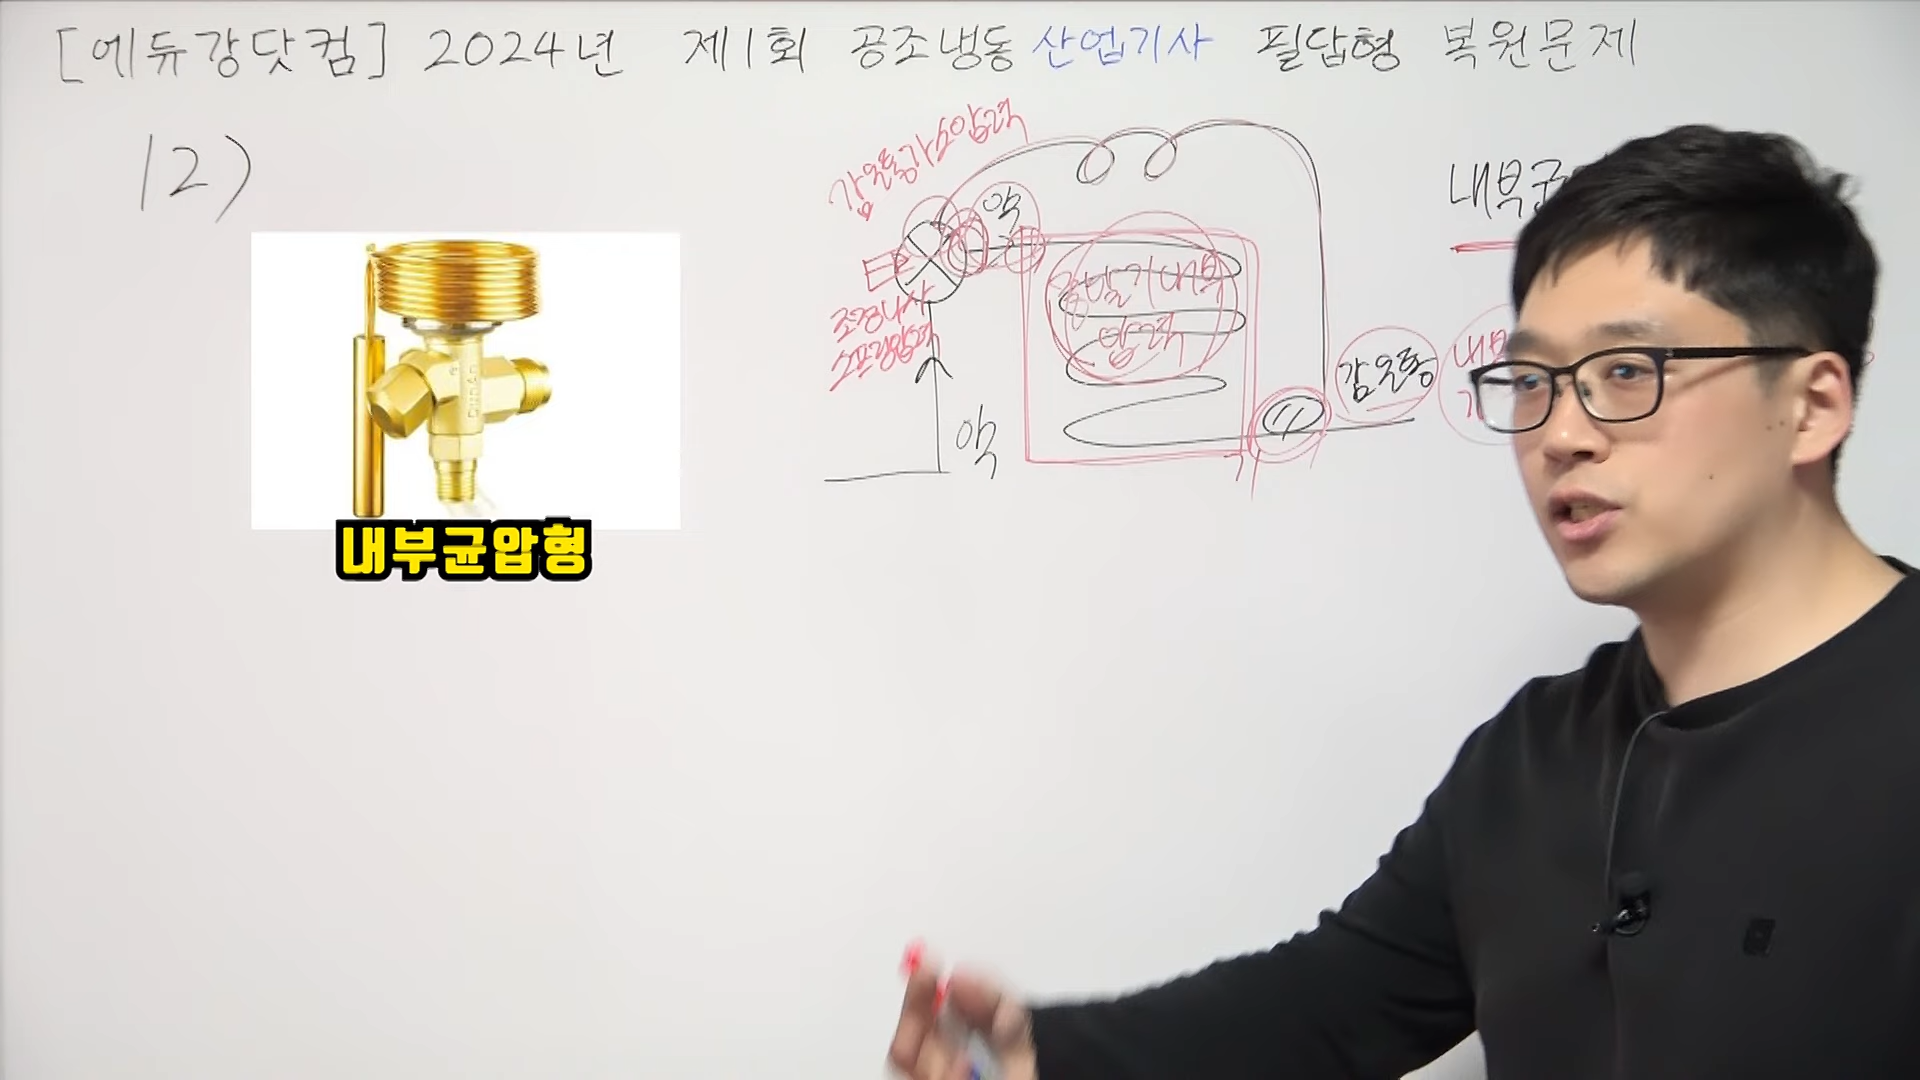 [에듀강닷컴] 2024년 제1회 공조냉동산업기사 필답형 복원문제
12)
감온통가스압력
액
내부균
증발기내부
압력
조정나사
스프링압력
감온통
내부
액
내부균압형